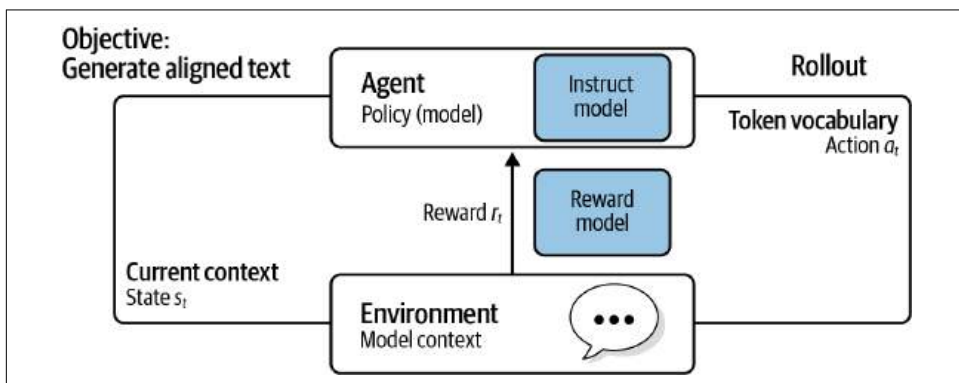 Objective:
Generate aligned text
Agent
Policy (model)
Instruct
model
Rollout
Token vocabulary
Action aₜ
Reward rₜ
Reward
model
Current context
State sₜ
Environment
Model context